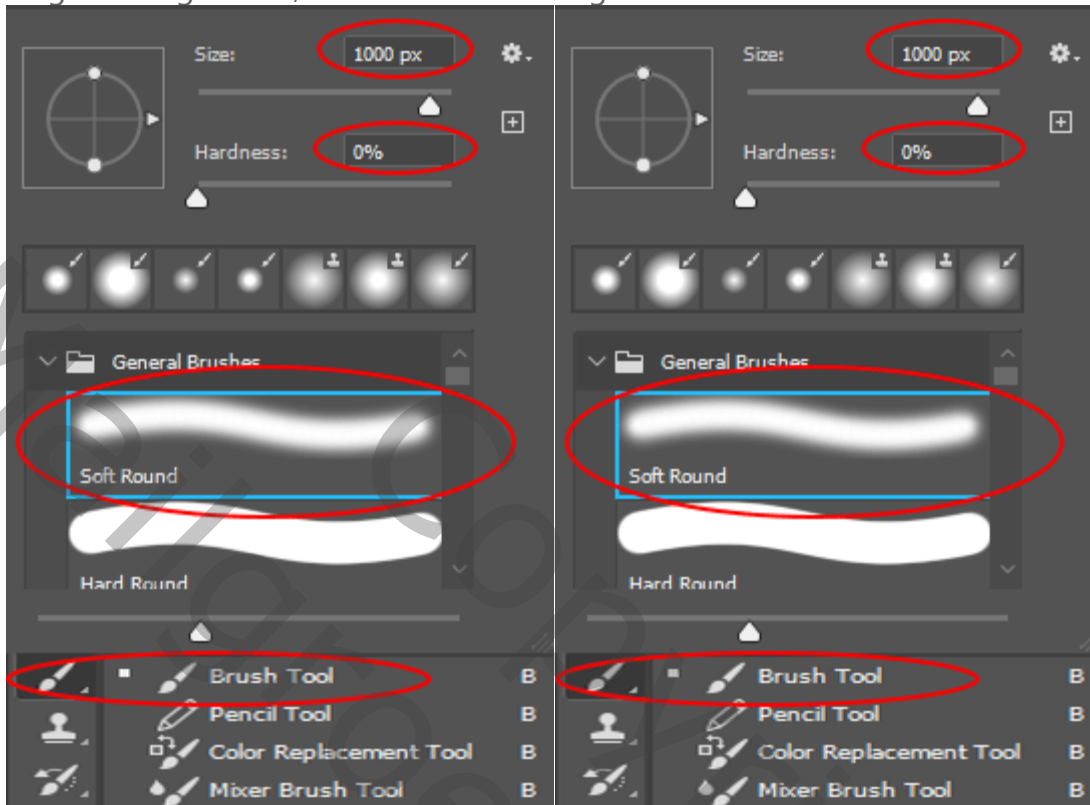 Size: 1000 px
Hardness: 0%
General Brushes
Soft Round
Hard Round
Brush Tool B
Pencil Tool B
Color Replacement Tool B
Mixer Brush Tool B
Size: 1000 px
Hardness: 0%
General Brushes
Soft Round
Hard Round
Brush Tool B
Pencil Tool B
Color Replacement Tool B
Mixer Brush Tool B